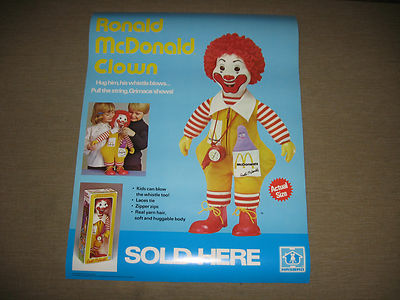 Ronald
McDonald
Clown
Hug him, his whistle blows...
Pull the string, Grimace shows!
• Kids can blow
the whistle too!
• Laces tie
• Zipper zips
• Real yarn hair,
soft and huggable body
McDonald's
Actual
Size
SOLD HERE
HASBRO